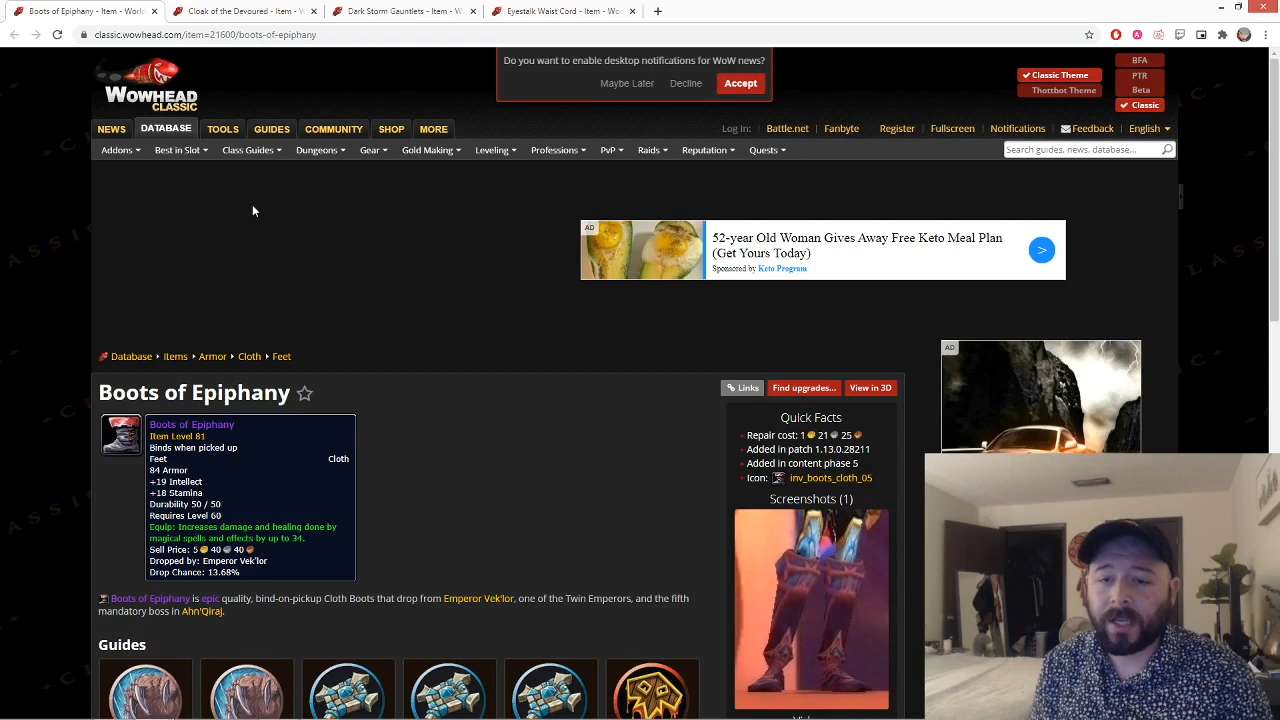 Boots of Epiphany - Item - Wowhe
Cloak of the Devoured - Item - W
Dark Storm Gauntlets - Item - W
Eyestalk Waist Cord - Item - Wo
classic.wowhead.com/item=21600/boots-of-epiphany
Do you want to enable desktop notifications for WoW news?
Maybe Later Decline Accept
Classic Theme
Thottbot Theme
BFA
PTR
Beta
Classic
WOWHEAD
CLASSIC
NEWS DATABASE TOOLS GUIDES COMMUNITY SHOP MORE
Log In: Battle.net Fanbyte Register Fullscreen Notifications Feedback English
Addons Best in Slot Class Guides Dungeons Gear Gold Making Leveling Professions PvP Raids Reputation Quests
Search guides, news, database...
AD
52-year Old Woman Gives Away Free Keto Meal Plan
(Get Yours Today)
Sponsored by Keto Program
AD
Database Items Armor Cloth Feet
Boots of Epiphany
Links Find upgrades... View in 3D
Boots of Epiphany
Item Level 81
Binds when picked up
Feet Cloth
84 Armor
+19 Intellect
+18 Stamina
Durability 50 / 50
Requires Level 60
Equip: Increases damage and healing done by
magical spells and effects by up to 34.
Sell Price: 5 40 40
Dropped by: Emperor Vek'lor
Drop Chance: 13.68%
Quick Facts
Repair cost: 1 21 25
Added in patch 1.13.0.28211
Added in content phase 5
Icon: inv_boots_cloth_05
Screenshots (1)
Boots of Epiphany is epic quality, bind-on-pickup Cloth Boots that drop from Emperor Vek'lor, one of the Twin Emperors, and the fifth
mandatory boss in Ahn'Qiraj.
Guides